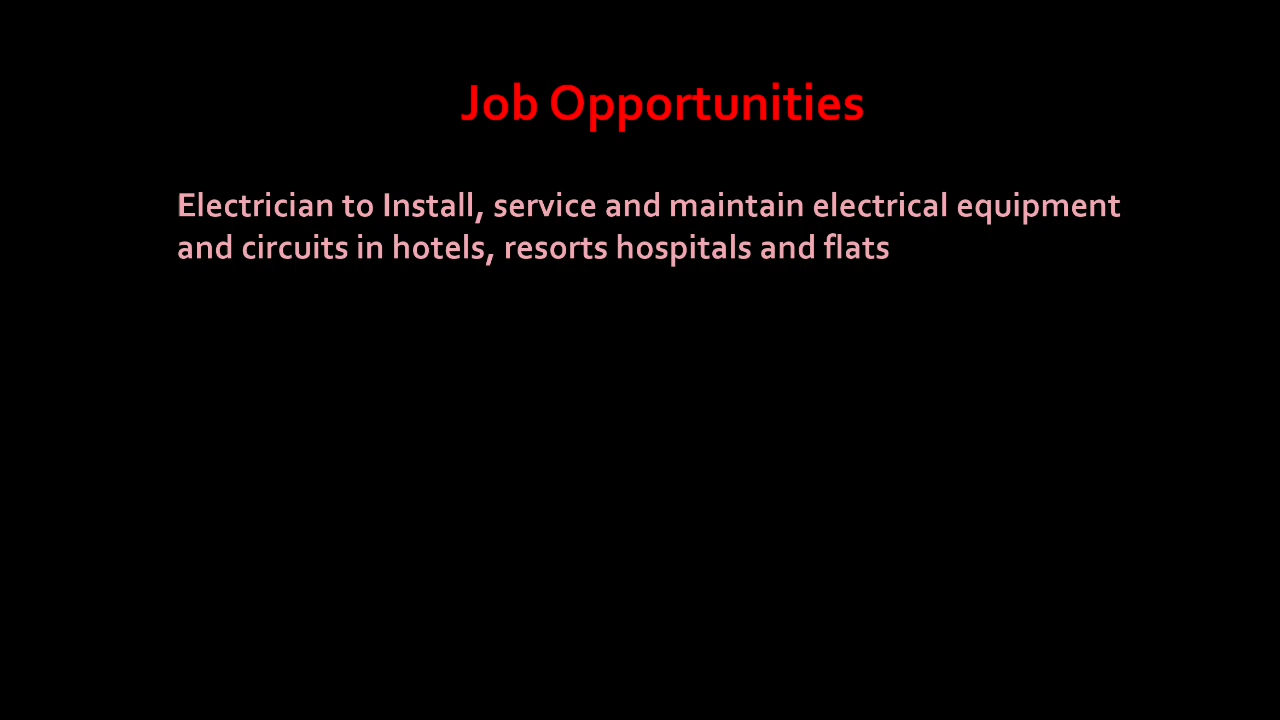 Job Opportunities
Electrician to Install, service and maintain electrical equipment
and circuits in hotels, resorts hospitals and flats